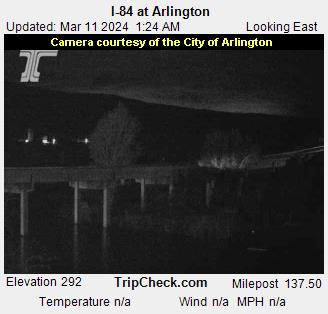 I-84 at Arlington
Updated: Mar 11 2024 1:24 AM Looking East
Camera courtesy of the City of Arlington
Elevation 292 TripCheck.com Milepost 137.50
Temperature n/a Wind n/a MPH n/a